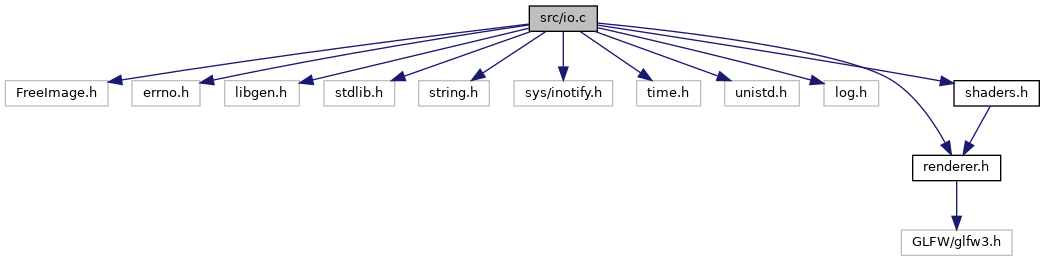 src/io.c
FreeImage.h
errno.h
libgen.h
stdlib.h
string.h
sys/inotify.h
time.h
unistd.h
log.h
shaders.h
renderer.h
GLFW/glfw3.h